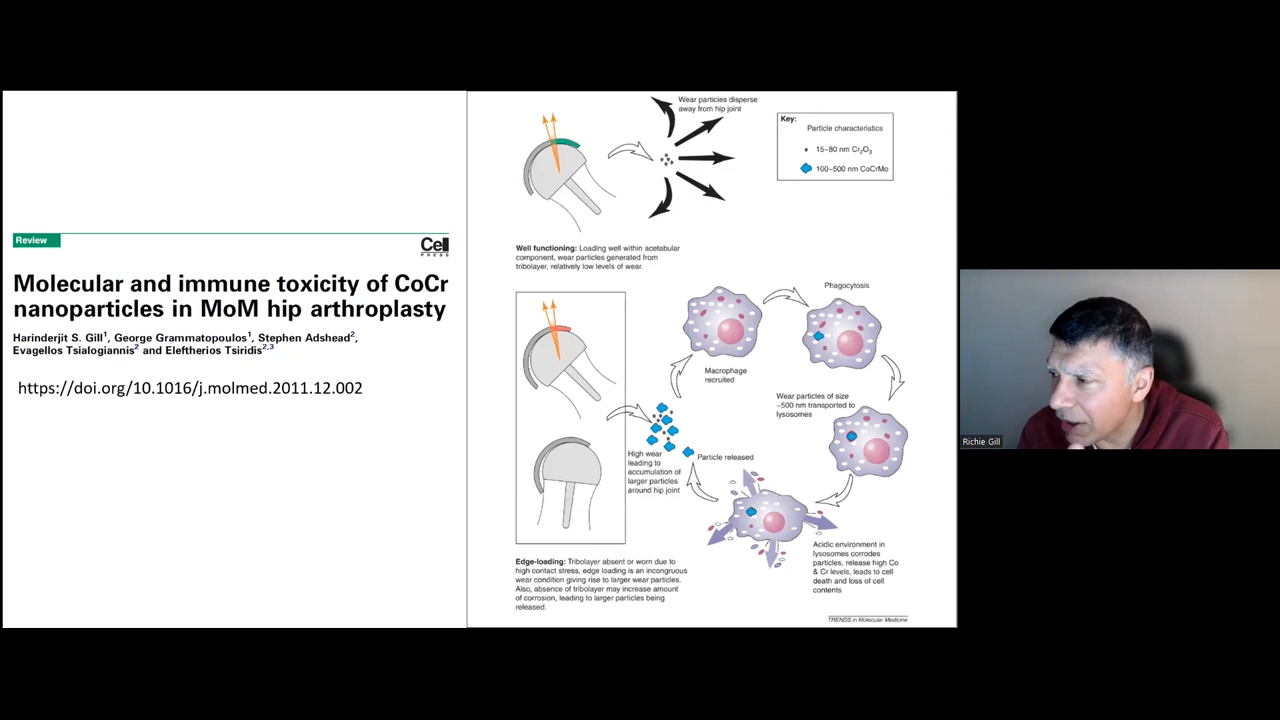 Review
Cell
PRESS
Molecular and immune toxicity of CoCr
nanoparticles in MoM hip arthroplasty
Harinderjit S. Gill1, George Grammatopoulos1, Stephen Adshead2,
Evagellos Tsialogiannis2 and Eleftherios Tsiridis2,3
https://doi.org/10.1016/j.molmed.2011.12.002
Wear particles disperse
away from hip joint
Key:
Particle characteristics
15–80 nm Cr2O3
100–500 nm CoCrMo
Well functioning: Loading well within acetabular
component, wear particles generated from
tribolayer, relatively low levels of wear.
Phagocytosis
Macrophage
recruited
Wear particles of size
~500 nm transported to
lysosomes
High wear
leading to
accumulation of
larger particles
around hip joint
Particle released
Acidic environment in
lysosomes corrodes
particles, release high Co
& Cr levels, leads to cell
death and loss of cell
contents
Edge-loading: Tribolayer absent or worn due to
high contact stress, edge loading is an incongruous
wear condition giving rise to larger wear particles.
Also, absence of tribolayer may increase amount
of corrosion, leading to larger particles being
released.
TRENDS in Molecular Medicine
Richie Gill